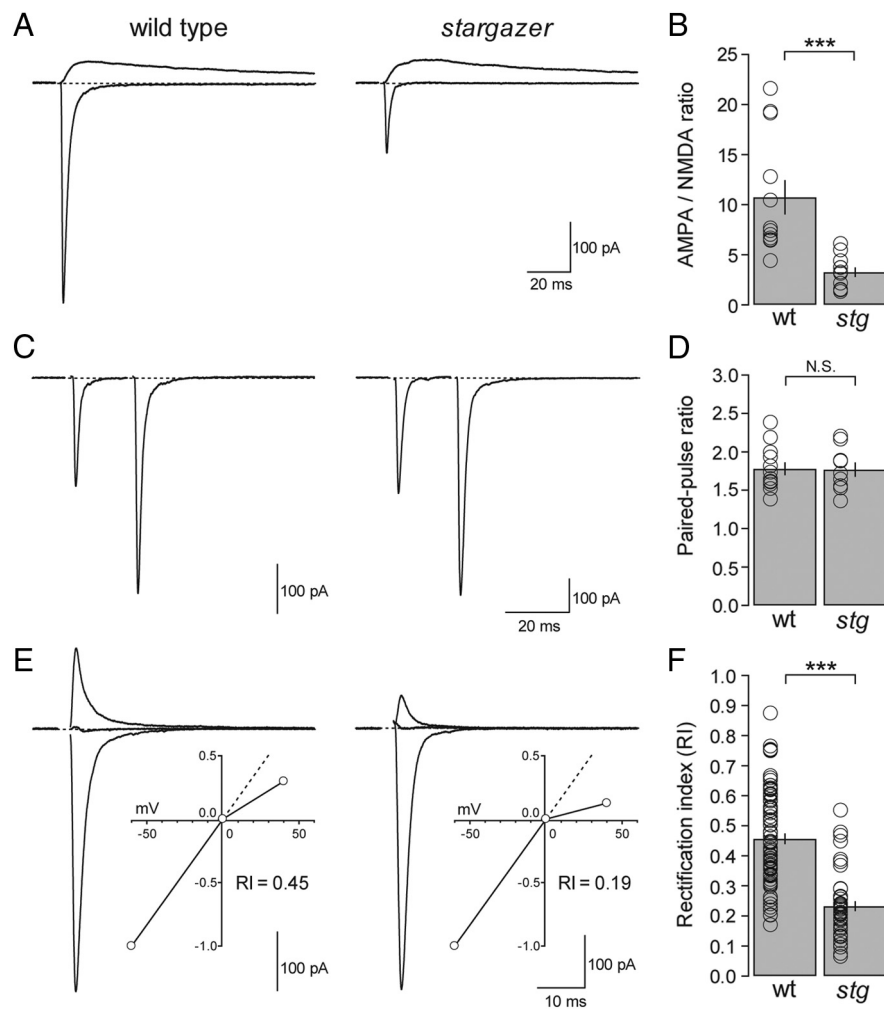 A
wild type
stargazer
100 pA
20 ms
B
***
AMPA / NMDA ratio
25
20
15
10
5
0
wt
stg
C
100 pA
100 pA
20 ms
D
N.S.
Paired-pulse ratio
3.0
2.5
2.0
1.5
1.0
0.5
0.0
wt
stg
E
mV
0.5
0.0
-50
0
50
-0.5
-1.0
RI = 0.45
100 pA
mV
0.5
0.0
-50
0
50
-0.5
-1.0
RI = 0.19
100 pA
10 ms
F
***
Rectification index (RI)
1.0
0.9
0.8
0.7
0.6
0.5
0.4
0.3
0.2
0.1
0.0
wt
stg